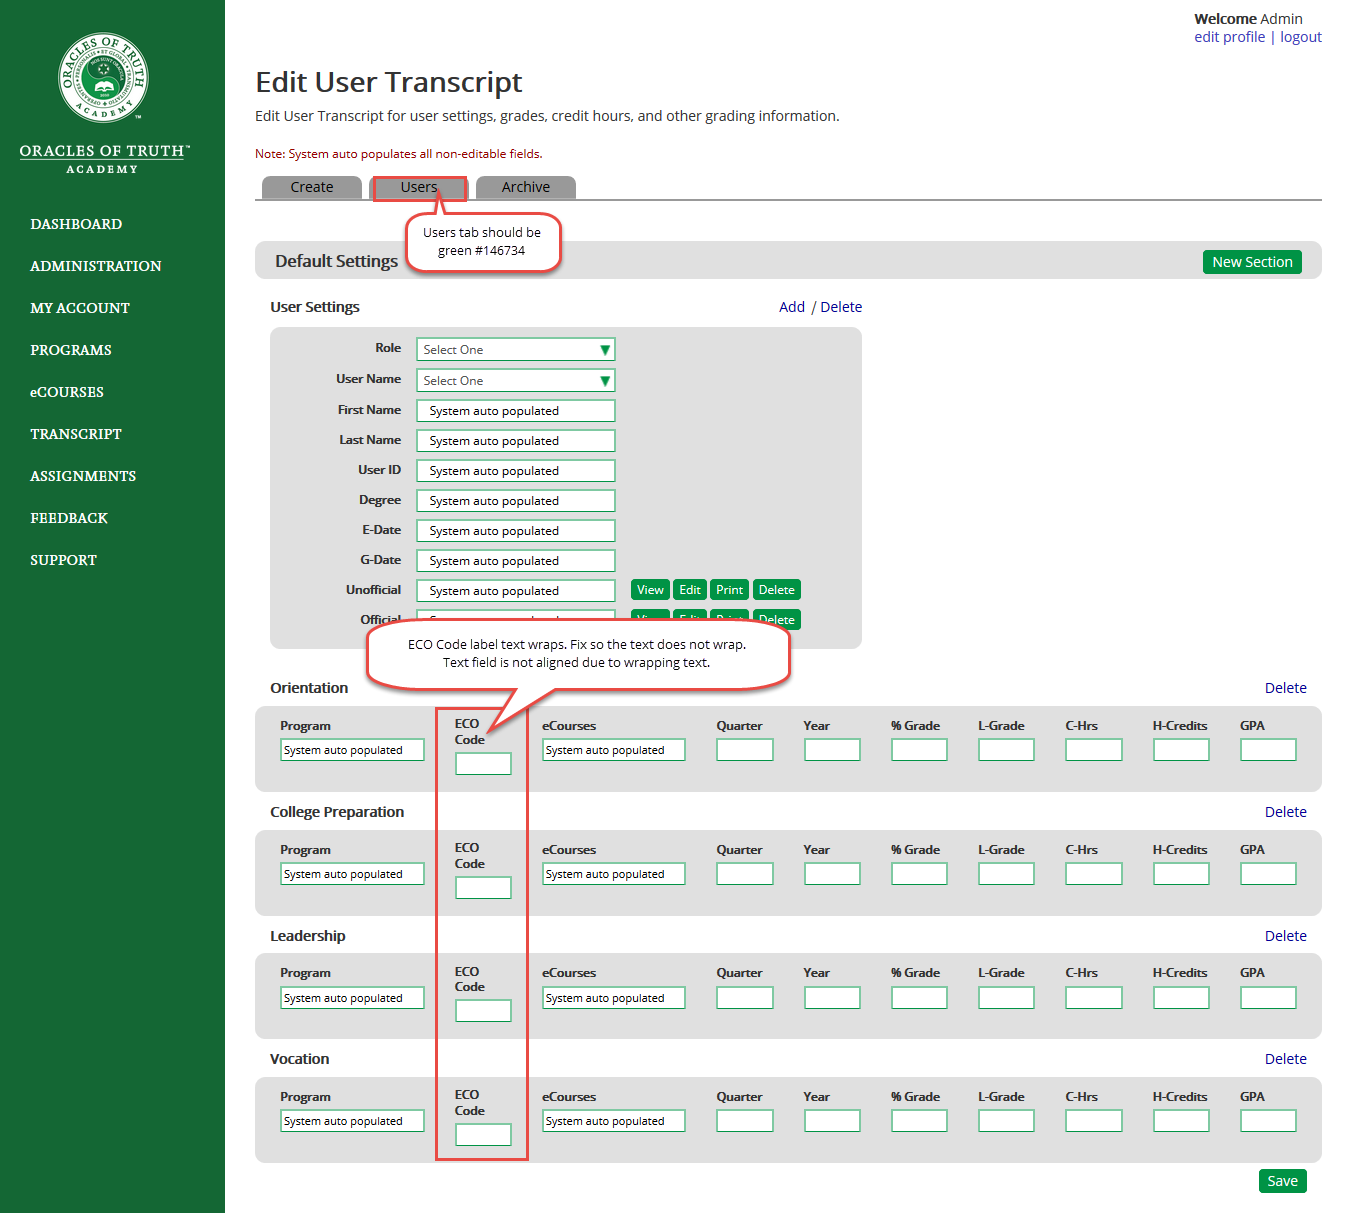 Welcome Admin
edit profile | logout
ORACLES OF TRUTH
ACADEMY
ORACLES OF TRUTH™
ACADEMY
DASHBOARD
ADMINISTRATION
MY ACCOUNT
PROGRAMS
eCOURSES
TRANSCRIPT
ASSIGNMENTS
FEEDBACK
SUPPORT
Edit User Transcript
Edit User Transcript for user settings, grades, credit hours, and other grading information.
Note: System auto populates all non-editable fields.
Create Users Archive
Users tab should be
green #146734
Default Settings New Section
User Settings Add / Delete
Role Select One
User Name Select One
First Name System auto populated
Last Name System auto populated
User ID System auto populated
Degree System auto populated
E-Date System auto populated
G-Date System auto populated
Unofficial System auto populated View Edit Print Delete
Official System auto populated View Edit Print Delete
ECO Code label text wraps. Fix so the text does not wrap.
Text field is not aligned due to wrapping text.
Orientation Delete
Program ECO Code eCourses Quarter Year % Grade L-Grade C-Hrs H-Credits GPA
System auto populated System auto populated
College Preparation Delete
Program ECO Code eCourses Quarter Year % Grade L-Grade C-Hrs H-Credits GPA
System auto populated System auto populated
Leadership Delete
Program ECO Code eCourses Quarter Year % Grade L-Grade C-Hrs H-Credits GPA
System auto populated System auto populated
Vocation Delete
Program ECO Code eCourses Quarter Year % Grade L-Grade C-Hrs H-Credits GPA
System auto populated System auto populated
Save